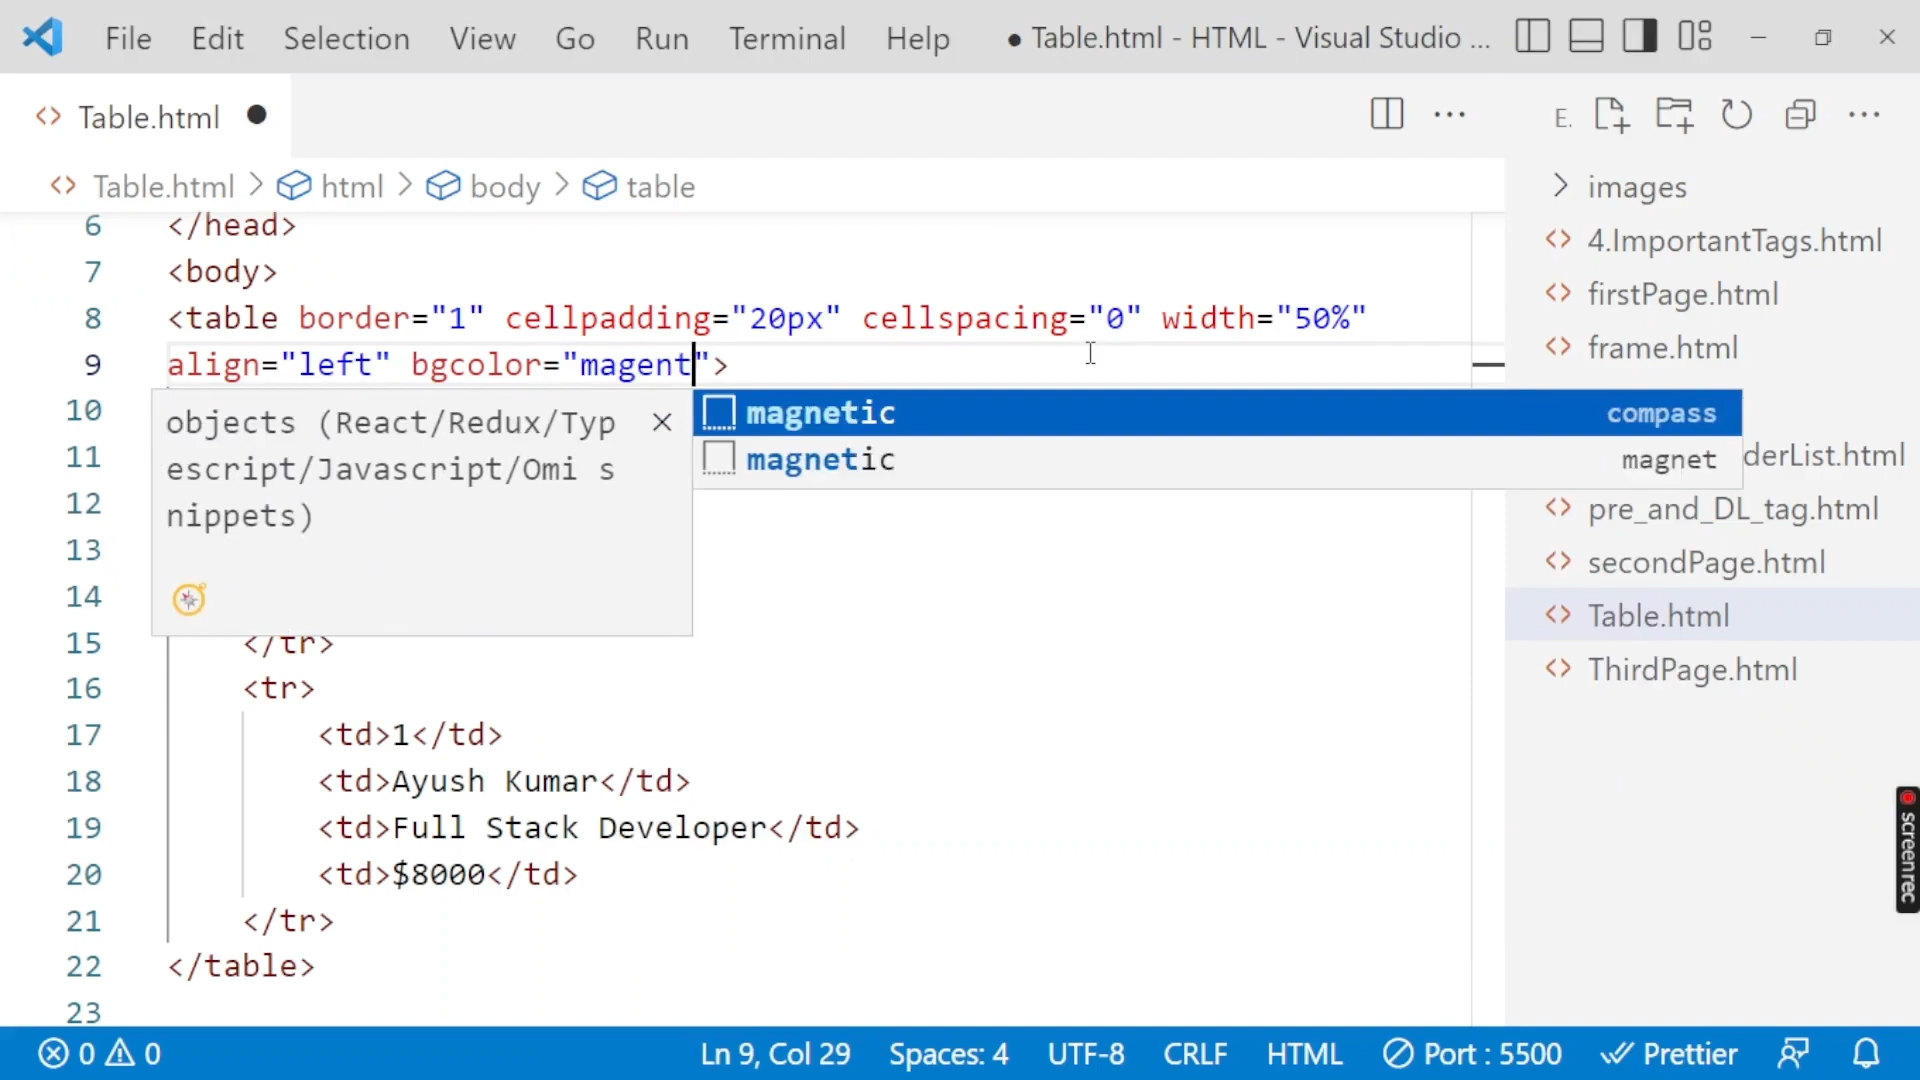 File Edit Selection View Go Run Terminal Help ● Table.html - HTML - Visual Studio ...
<> Table.html ●
E.
<> Table.html > html > body > table
6 </head>
7 <body>
8 <table border="1" cellpadding="20px" cellspacing="0" width="50%"
9 align="left" bgcolor="magent">
10
11
12
13
14
15 </tr>
16 <tr>
17 <td>1</td>
18 <td>Ayush Kumar</td>
19 <td>Full Stack Developer</td>
20 <td>$8000</td>
21 </tr>
22 </table>
23
objects (React/Redux/Typ
escript/Javascript/Omi s
nippets)
magnetic compass
magnetic magnet
> images
<> 4.ImportantTags.html
<> firstPage.html
<> frame.html
derList.html
<> pre_and_DL_tag.html
<> secondPage.html
<> Table.html
<> ThirdPage.html
screenrec
0 0 Ln 9, Col 29 Spaces: 4 UTF-8 CRLF HTML Port : 5500 Prettier